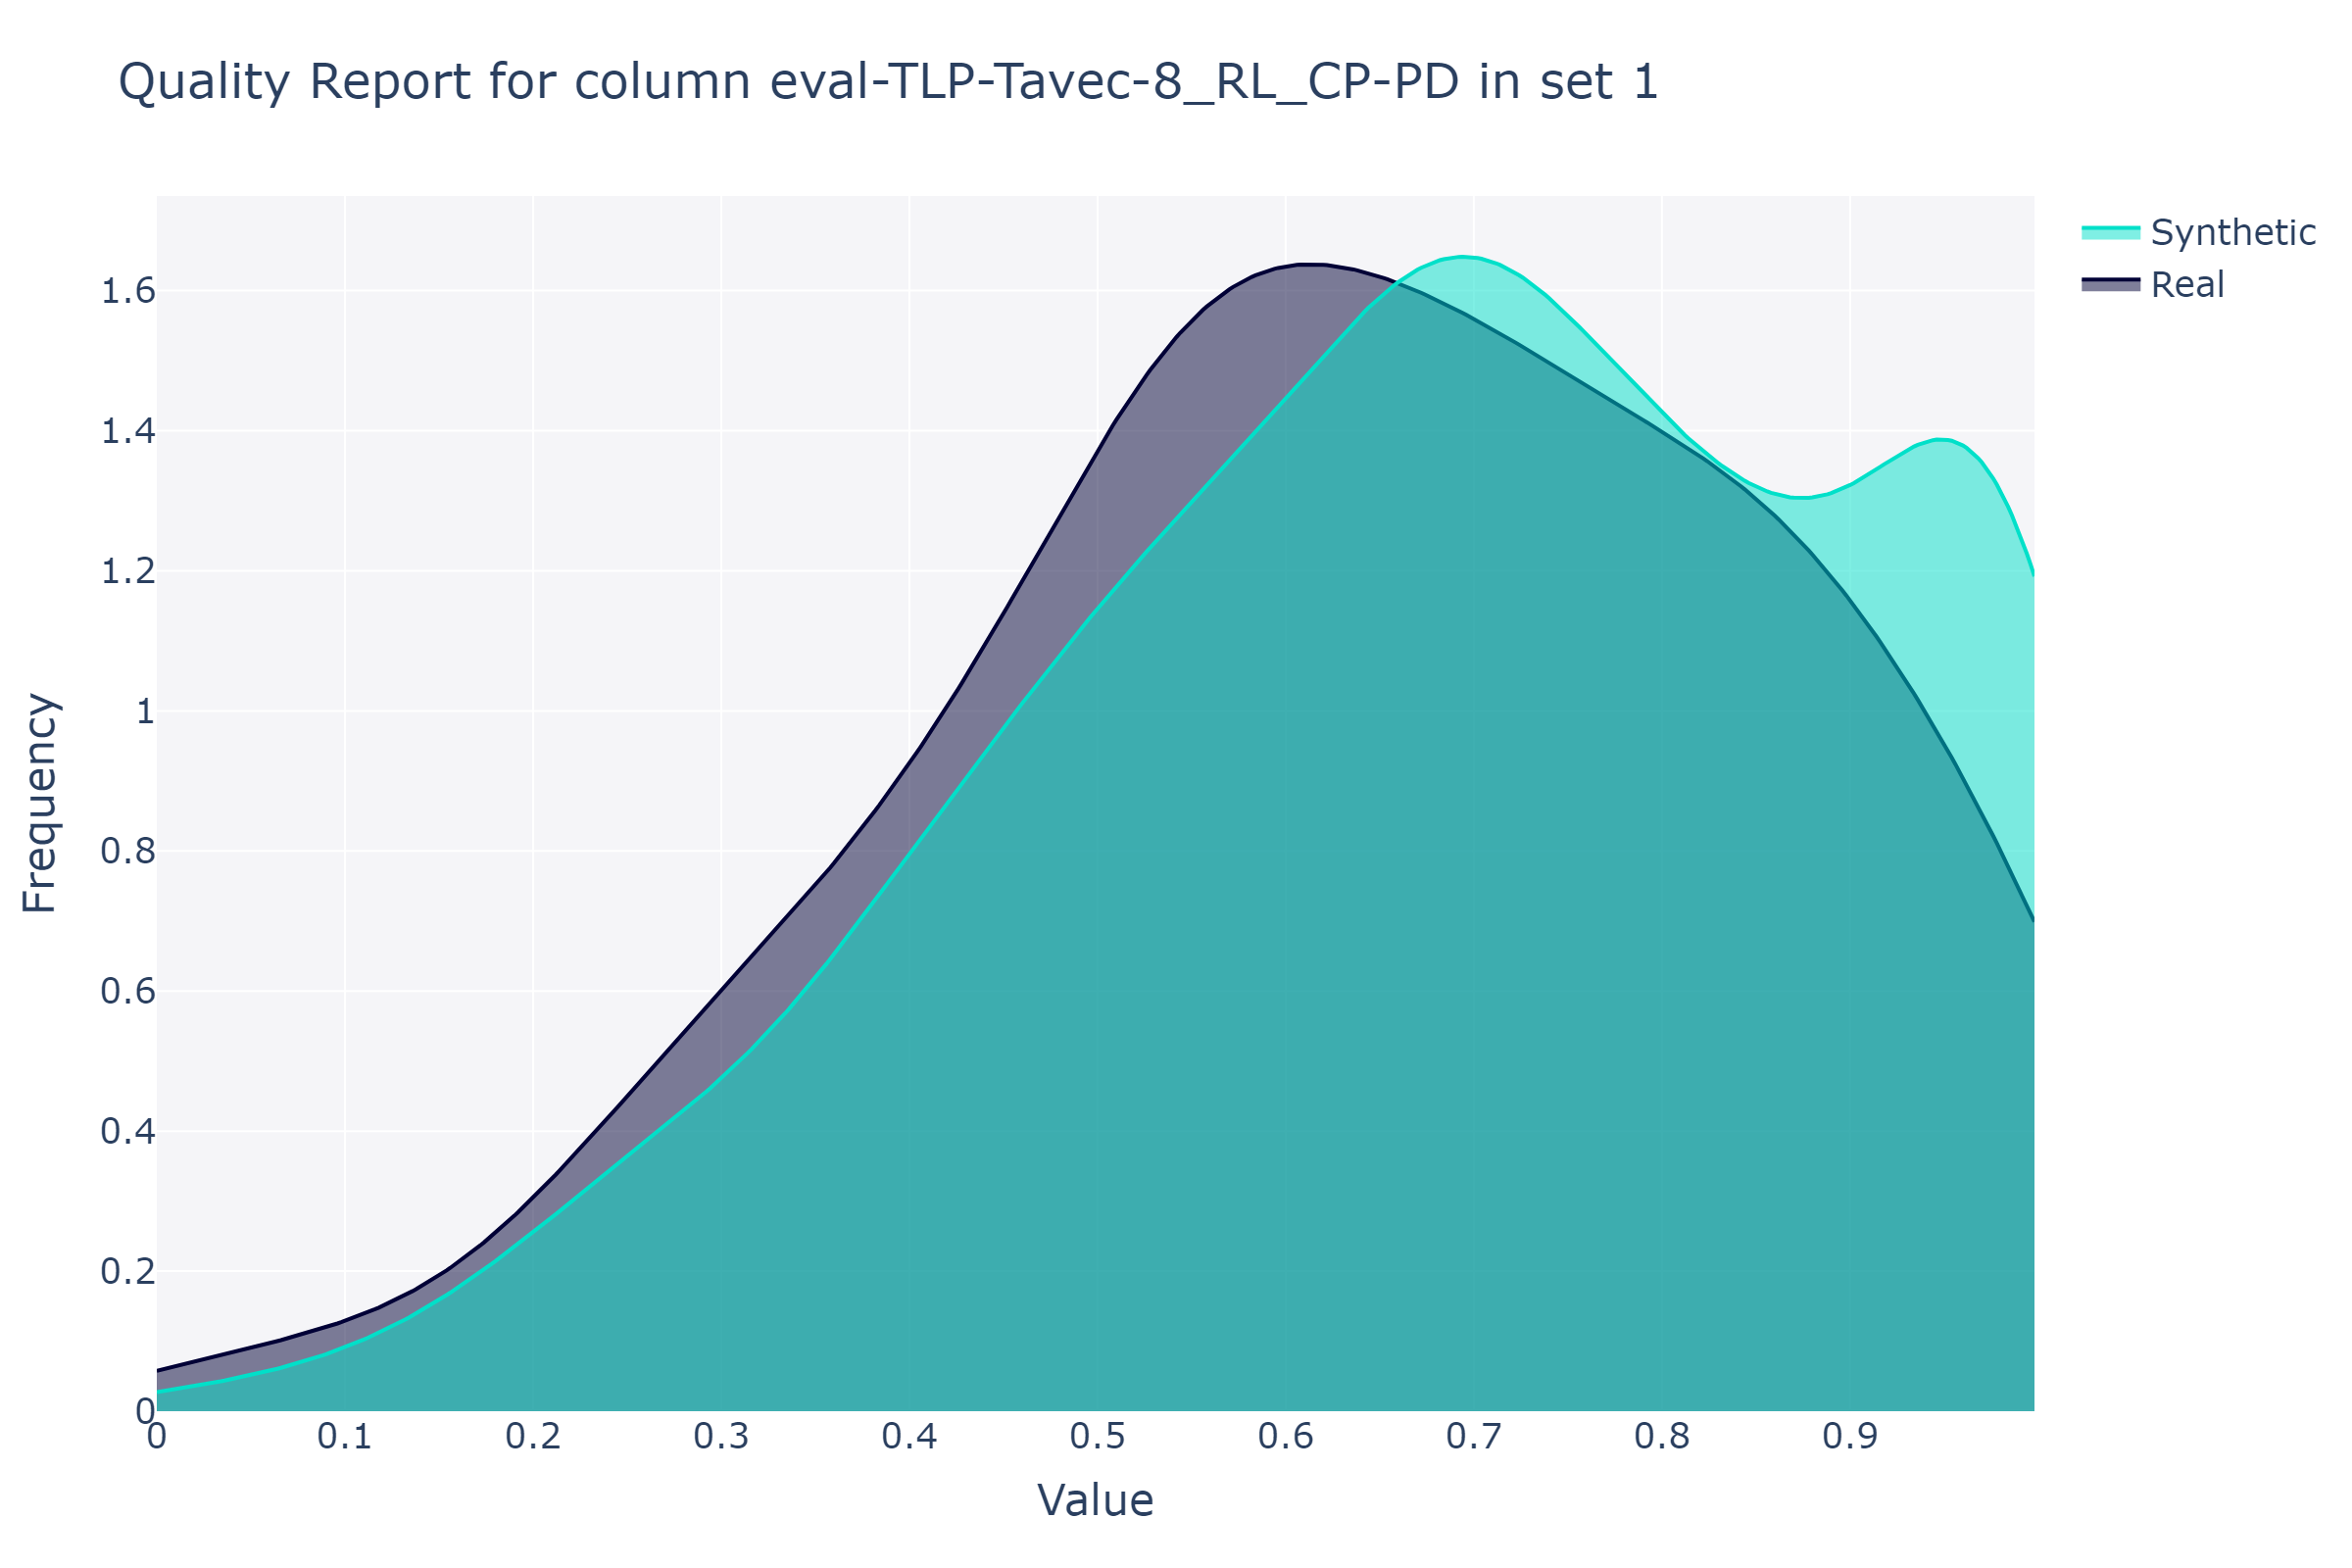 Quality Report for column eval-TLP-Tavec-8_RL_CP-PD in set 1
Synthetic
Real
1.6
1.4
1.2
1
0.8
0.6
0.4
0.2
0
Frequency
0 0.1 0.2 0.3 0.4 0.5 0.6 0.7 0.8 0.9
Value